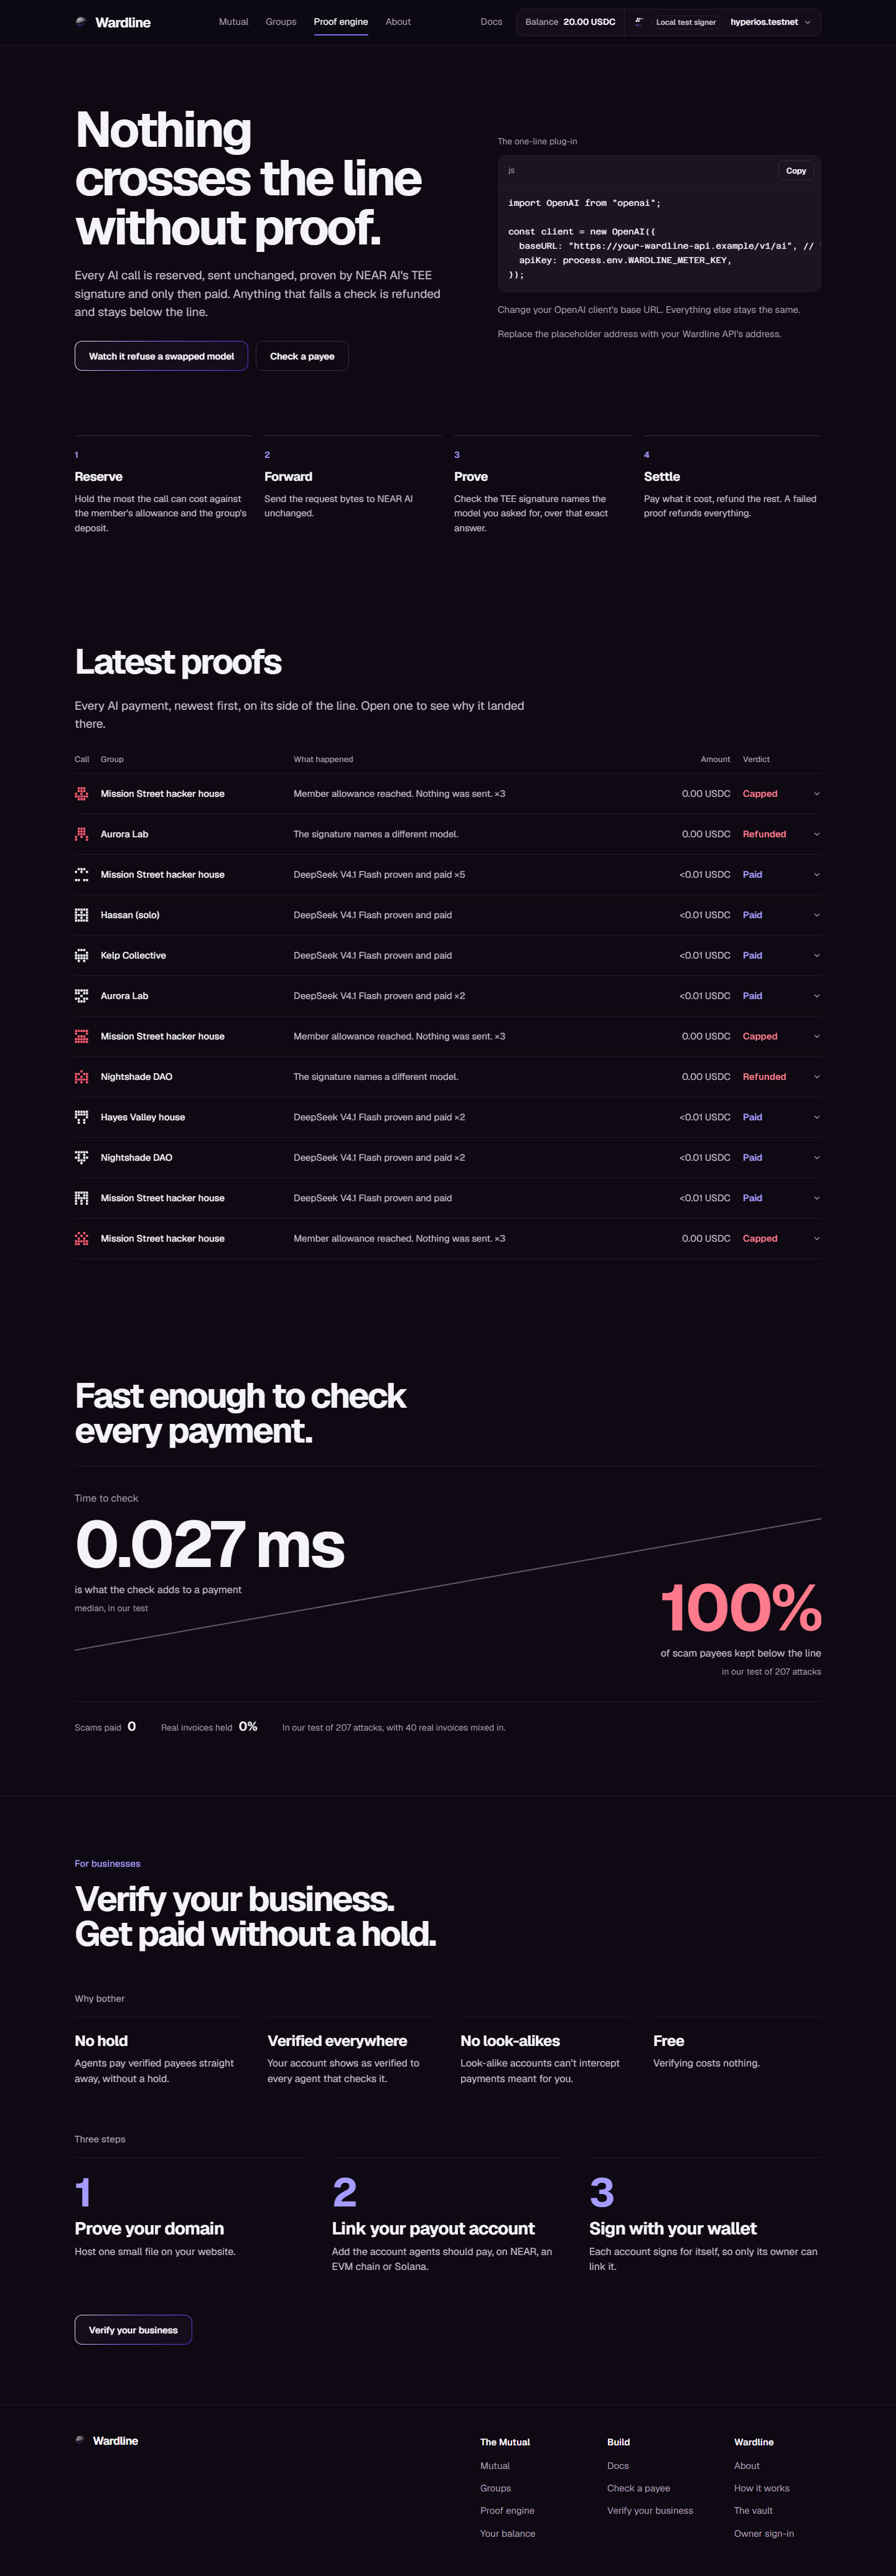 Wardline
Mutual
Groups
Proof engine
About
Docs
Balance 20.00 USDC
Local test signer
hyperios.testnet
Nothing
crosses the line
without proof.
Every AI call is reserved, sent unchanged, proven by NEAR AI's TEE
signature and only then paid. Anything that fails a check is refunded
and stays below the line.
Watch it refuse a swapped model
Check a payee
The one-line plug-in
js
Copy
import OpenAI from "openai";
const client = new OpenAI({
baseURL: "https://your-wardline-api.example/v1/ai", //
apiKey: process.env.WARDLINE_METER_KEY,
});
Change your OpenAI client's base URL. Everything else stays the same.
Replace the placeholder address with your Wardline API's address.
1
Reserve
Hold the most the call can cost against
the member's allowance and the group's
deposit.
2
Forward
Send the request bytes to NEAR AI
unchanged.
3
Prove
Check the TEE signature names the
model you asked for, over that exact
answer.
4
Settle
Pay what it cost, refund the rest. A failed
proof refunds everything.
Latest proofs
Every AI payment, newest first, on its side of the line. Open one to see why it landed
there.
Call Group What happened Amount Verdict
Mission Street hacker house Member allowance reached. Nothing was sent. ×3 0.00 USDC Capped
Aurora Lab The signature names a different model. 0.00 USDC Refunded
Mission Street hacker house DeepSeek V4.1 Flash proven and paid ×5 <0.01 USDC Paid
Hassan (solo) DeepSeek V4.1 Flash proven and paid <0.01 USDC Paid
Kelp Collective DeepSeek V4.1 Flash proven and paid <0.01 USDC Paid
Aurora Lab DeepSeek V4.1 Flash proven and paid ×2 <0.01 USDC Paid
Mission Street hacker house Member allowance reached. Nothing was sent. ×3 0.00 USDC Capped
Nightshade DAO The signature names a different model. 0.00 USDC Refunded
Hayes Valley house DeepSeek V4.1 Flash proven and paid ×2 <0.01 USDC Paid
Nightshade DAO DeepSeek V4.1 Flash proven and paid ×2 <0.01 USDC Paid
Mission Street hacker house DeepSeek V4.1 Flash proven and paid <0.01 USDC Paid
Mission Street hacker house Member allowance reached. Nothing was sent. ×3 0.00 USDC Capped
Fast enough to check
every payment.
Time to check
0.027 ms
is what the check adds to a payment
median, in our test
100%
of scam payees kept below the line
in our test of 207 attacks
Scams paid 0
Real invoices held 0%
In our test of 207 attacks, with 40 real invoices mixed in.
For businesses
Verify your business.
Get paid without a hold.
Why bother
No hold
Agents pay verified payees straight
away, without a hold.
Verified everywhere
Your account shows as verified to
every agent that checks it.
No look-alikes
Look-alike accounts can't intercept
payments meant for you.
Free
Verifying costs nothing.
Three steps
1
Prove your domain
Host one small file on your website.
2
Link your payout account
Add the account agents should pay, on NEAR, an
EVM chain or Solana.
3
Sign with your wallet
Each account signs for itself, so only its owner can
link it.
Verify your business
Wardline
The Mutual
Mutual
Groups
Proof engine
Your balance
Build
Docs
Check a payee
Verify your business
Wardline
About
How it works
The vault
Owner sign-in